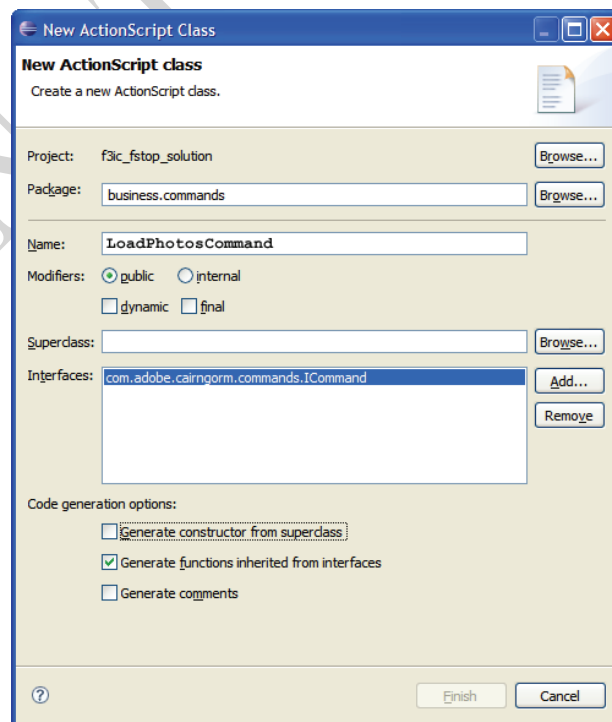 New ActionScript Class
New ActionScript class
Create a new ActionScript class.
Project: f3ic_fstop_solution Browse...
Package: business.commands Browse...
Name: LoadPhotosCommand
Modifiers: public internal
dynamic final
Superclass: Browse...
Interfaces: com.adobe.cairngorm.commands.ICommand Add...
Remove
Code generation options:
Generate constructor from superclass
Generate functions inherited from interfaces
Generate comments
? Finish Cancel